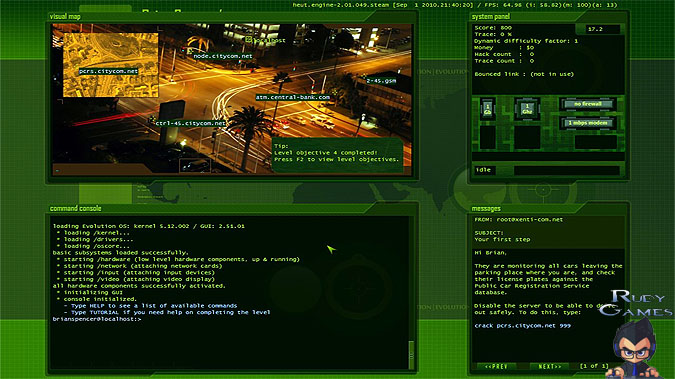 heut.engine-2.01.049.steam [Sep 1 2010.21:40:20] / FPS: 64.98 (i: 58.82)(m: 100)(a: 13)
visual map
localhost
node.citycom.net
pcrs.citycom.net
2-45.gsm
atm.central-bank.com
ctrl-45.citycom.net
Tip:
Level objective 4 completed!
Press F2 to view level objectives.
system panel
Score: 800
Trace: 0 %
Dynamic difficulty factor: 1
Money : $0
Hack count : 0
Trace count : 0
Bounced link : (not in use)
17.2
1 Gb
1 Ghz
no firewall
1 mbps modem
idle
command console
loading Evolution OS: kernel 5.12.002 / GUI: 2.51.01
* loading /kernel...
* loading /drivers...
* loading /oscore...
basic subsystems loaded successfully.
* starting /hardware (low level hardware components, up & running)
* starting /network (attaching network cards)
* starting /input (attaching input devices)
* starting /video (attaching video display)
all hardware components successfully activated.
* initializing GUI
* console initialized.
- Type HELP to see a list of available commands
- Type TUTORIAL if you need help on completing the level
brianspencer@localhost:>
messages
FROM: root@xenti-com.net
SUBJECT:
Your first step
Hi Brian,
They are monitoring all cars leaving the
parking place where you are, and check
their license plates against the
Public Car Registration Service
database.
Disable the server to be able to drive
out safely. To do this, type:
crack pcrs.citycom.net 999
<<PREV
NEXT>>
[1 of 1]
Ruey
Games